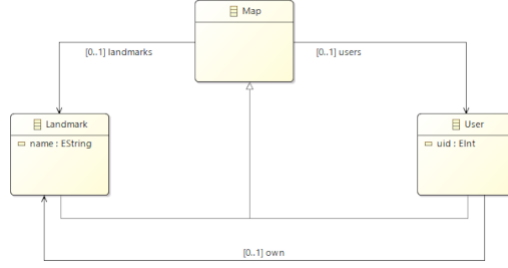 Map
[0..1] landmarks
[0..1] users
Landmark
name : EString
User
uid : EInt
[0..1] own